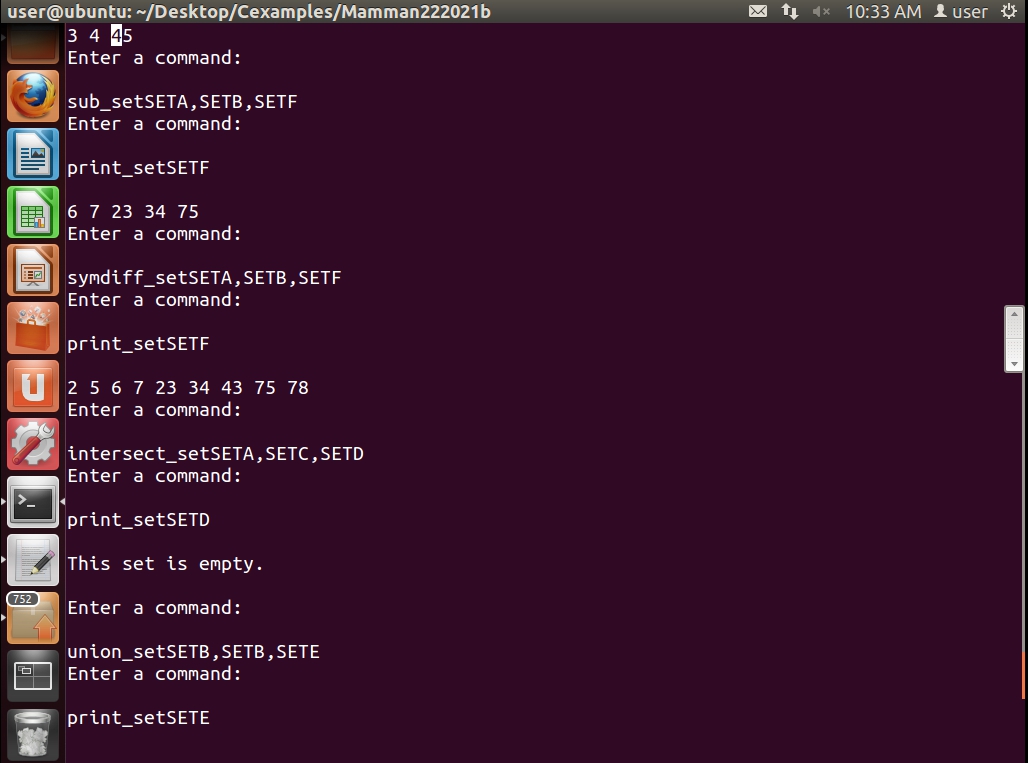 user@ubuntu: ~/Desktop/Cexamples/Mamman222021b
10:33 AM user
3 4 45
Enter a command:
sub_setSETA,SETB,SETF
Enter a command:
print_setSETF
6 7 23 34 75
Enter a command:
symdiff_setSETA,SETB,SETF
Enter a command:
print_setSETF
2 5 6 7 23 34 43 75 78
Enter a command:
intersect_setSETA,SETC,SETD
Enter a command:
print_setSETD
This set is empty.
752
Enter a command:
union_setSETB,SETB,SETE
Enter a command:
print_setSETE